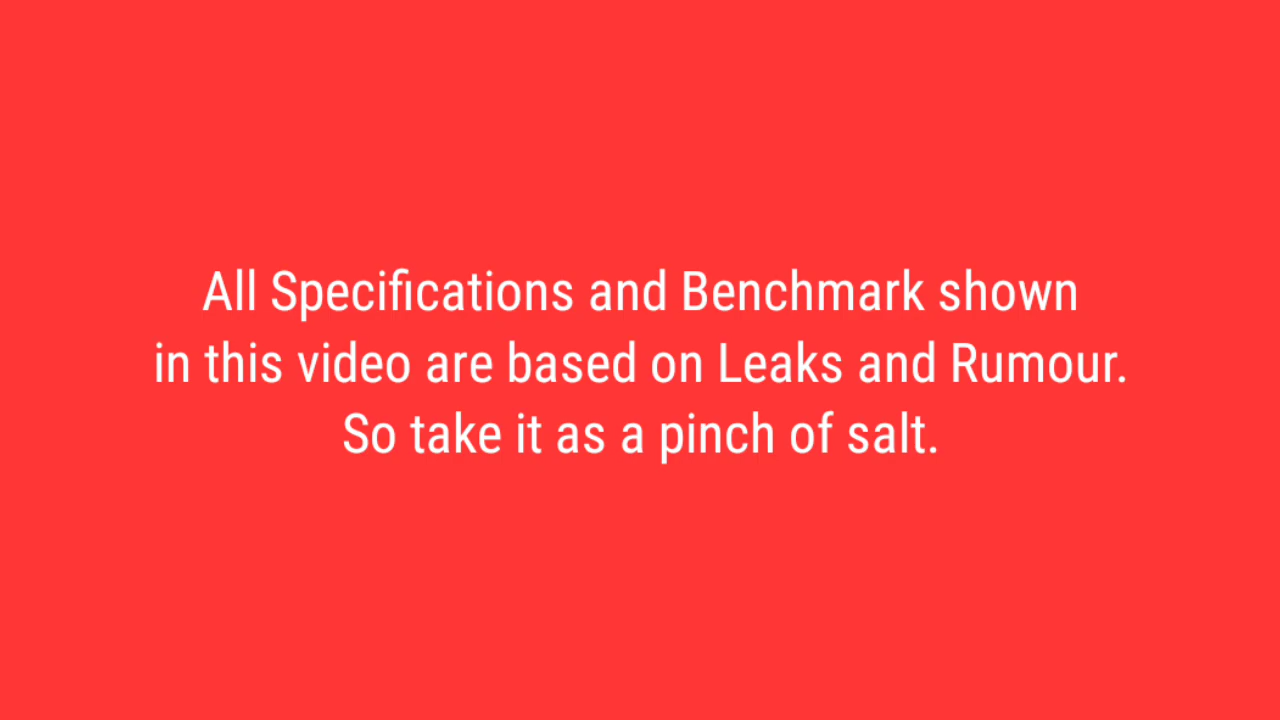 All Specifications and Benchmark shown
in this video are based on Leaks and Rumour.
So take it as a pinch of salt.